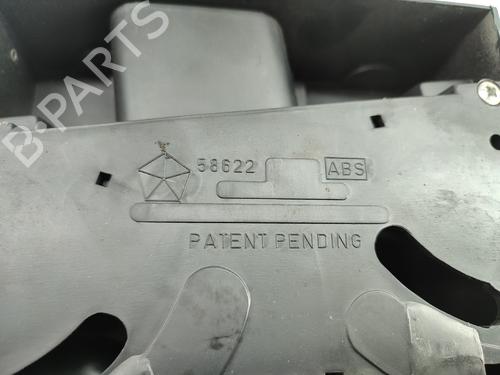 B-PARTS
58622
ABS
PATENT PENDING